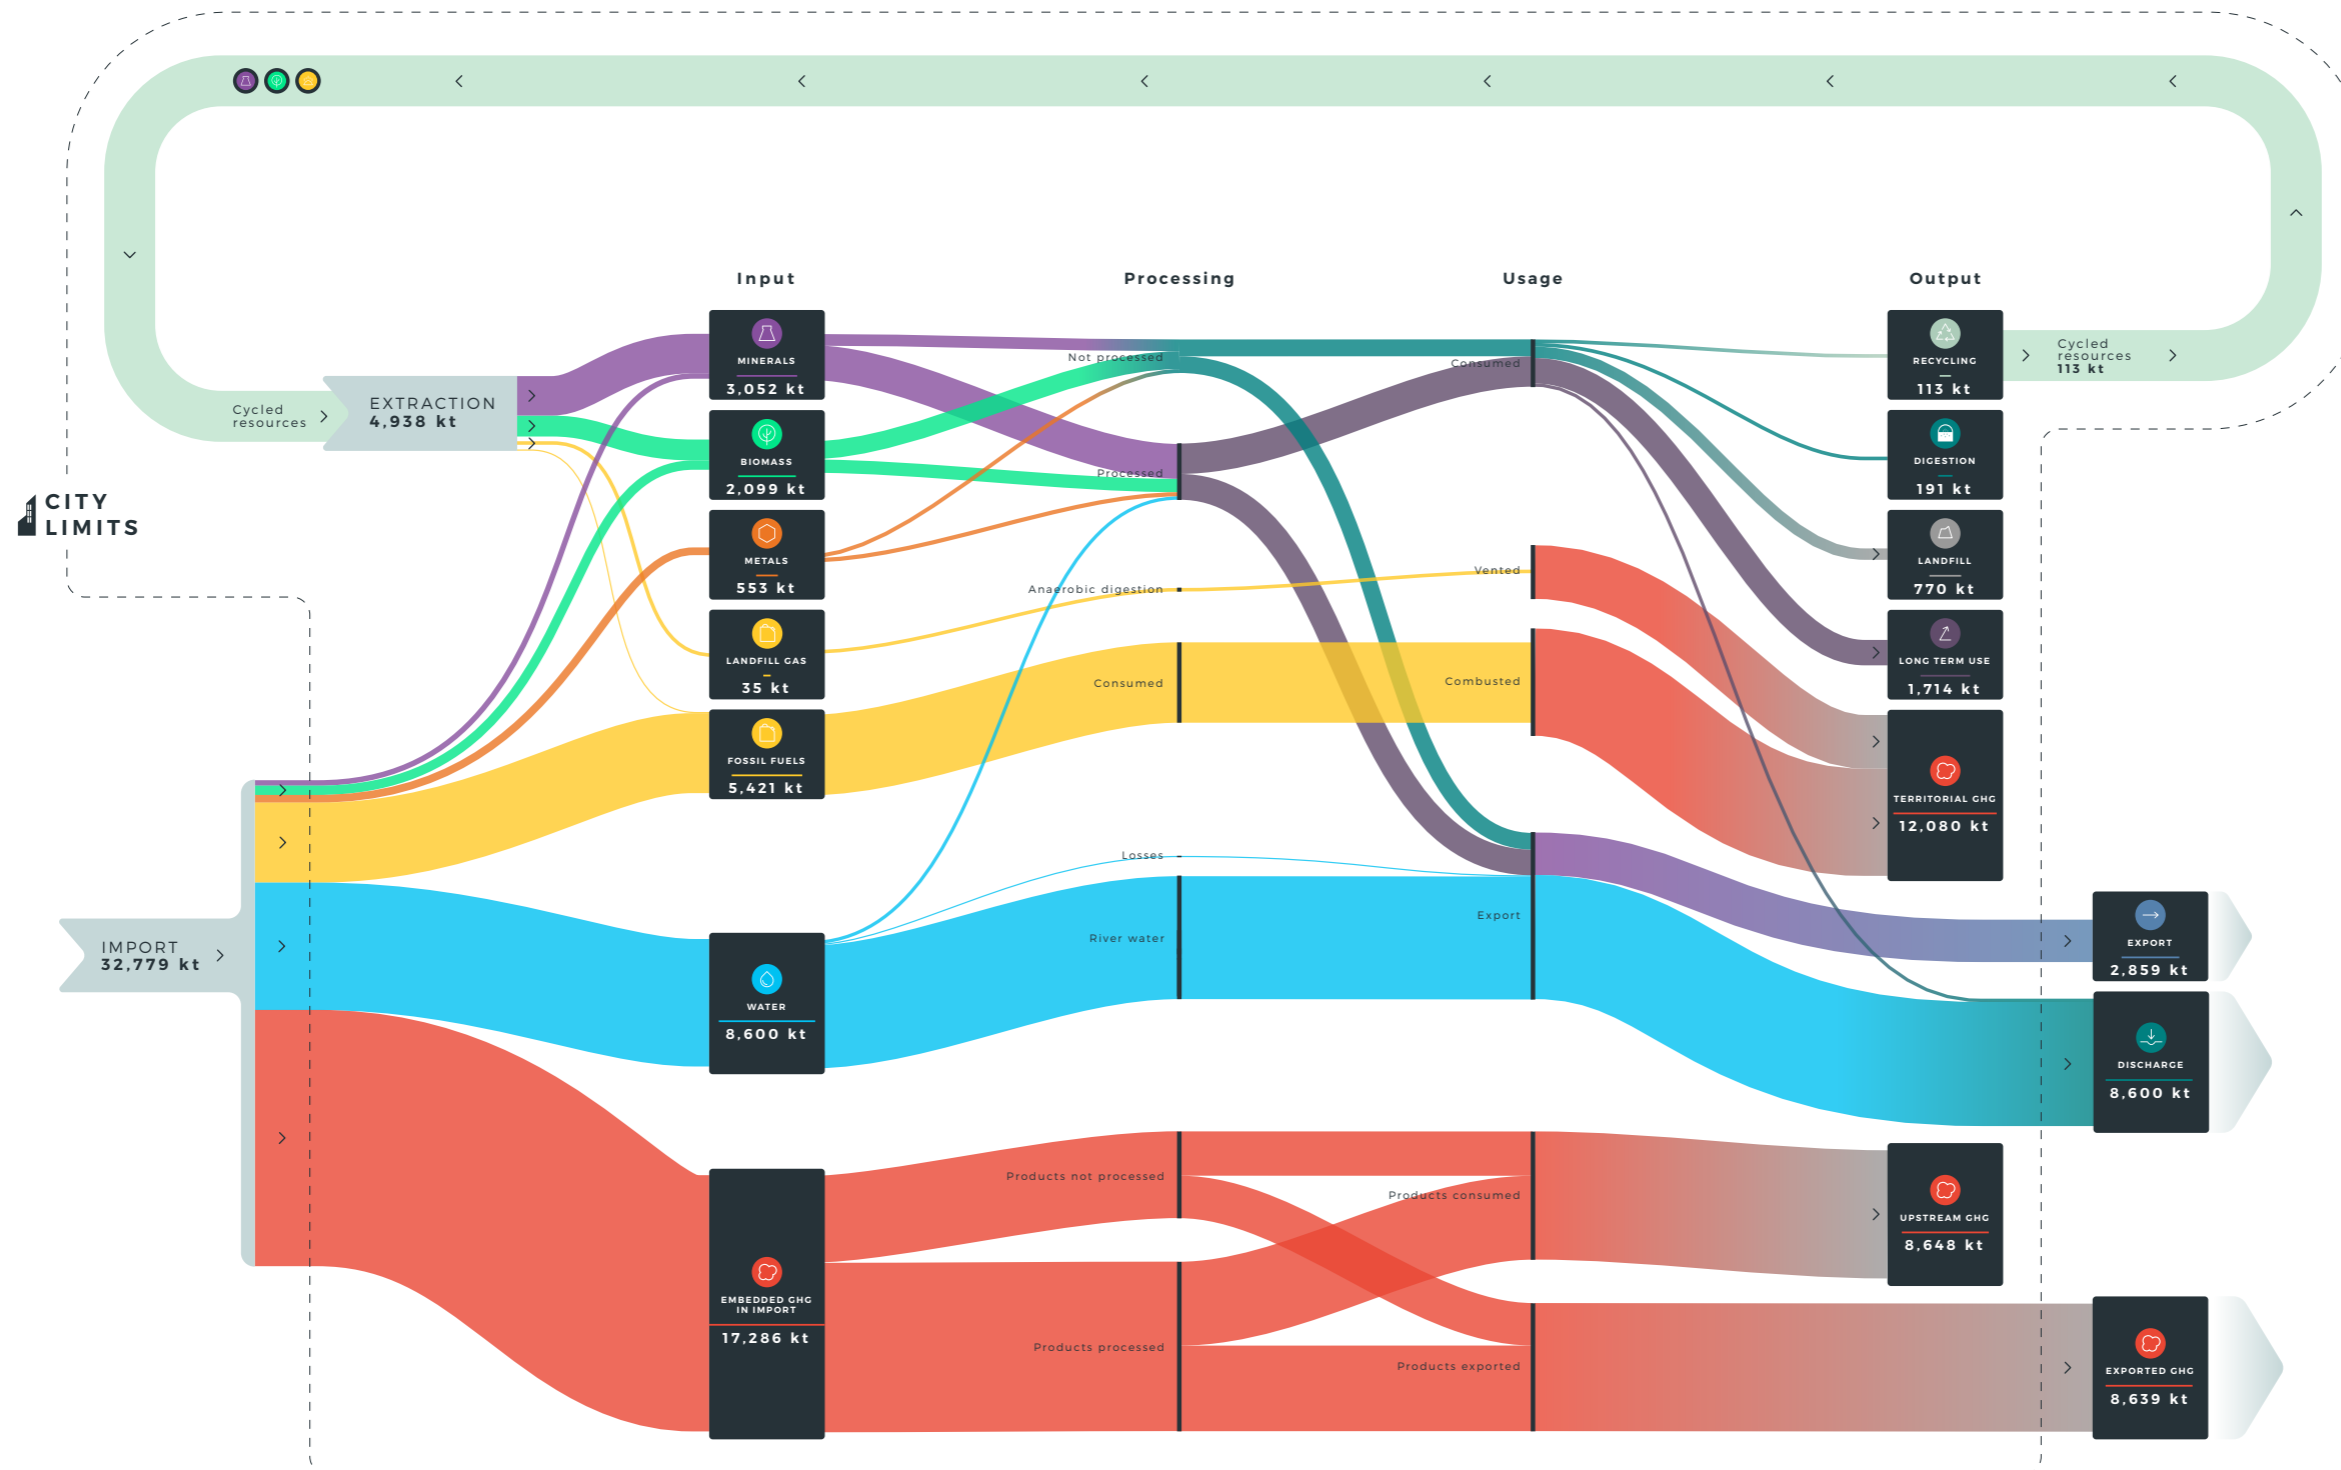 Input
Processing
Usage
Output
Cycled
resources
EXTRACTION
4,938 kt
CITY
LIMITS
IMPORT
32,779 kt
MINERALS
3,052 kt
BIOMASS
2,099 kt
METALS
553 kt
LANDFILL GAS
35 kt
FOSSIL FUELS
5,421 kt
WATER
8,600 kt
EMBEDDED GHG
IN IMPORT
17,286 kt
Not processed
Processed
Anaerobic digestion
Consumed
Losses
River water
Products not processed
Products processed
Consumed
Vented
Combusted
Export
Products consumed
Products exported
RECYCLING
113 kt
DIGESTION
191 kt
LANDFILL
770 kt
LONG TERM USE
1,714 kt
TERRITORIAL GHG
12,080 kt
UPSTREAM GHG
8,648 kt
Cycled
resources
113 kt
EXPORT
2,859 kt
DISCHARGE
8,600 kt
EXPORTED GHG
8,639 kt